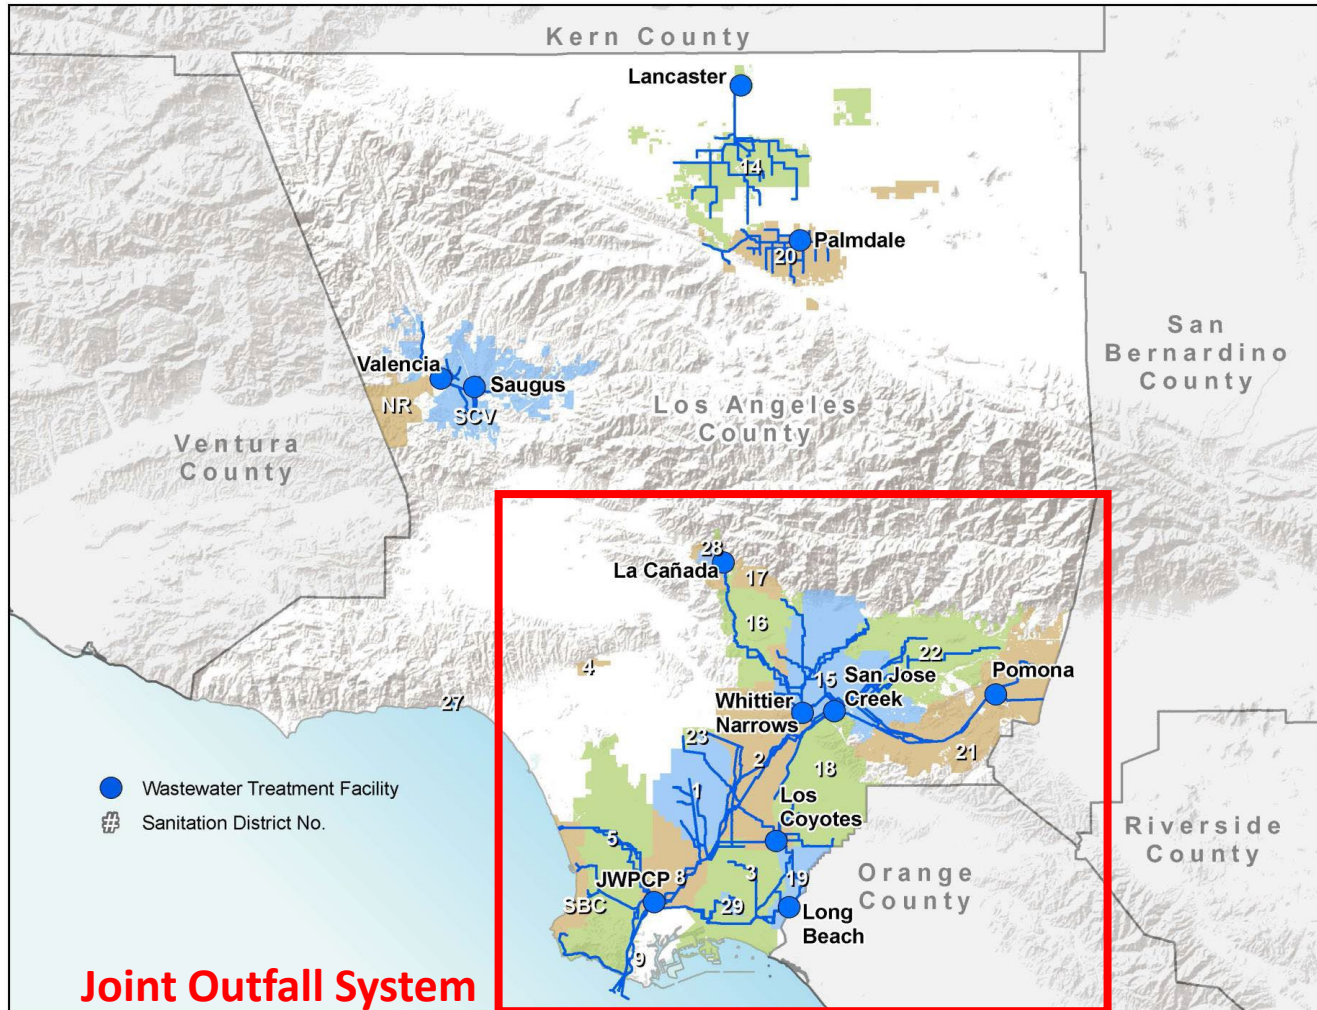 Kern County
Lancaster
14
Palmdale
20
San
Bernardino
County
Valencia
Saugus
NR
SCV
Los Angeles
County
Ventura
County
28
La Cañada
17
16
22
4
15
San Jose
Creek
Pomona
27
Whittier
Narrows
23
2
21
18
Wastewater Treatment Facility
1
Los
Coyotes
# Sanitation District No.
Riverside
County
5
Orange
County
JWPCP
8
3
19
SBC
29
Long
Beach
9
Joint Outfall System